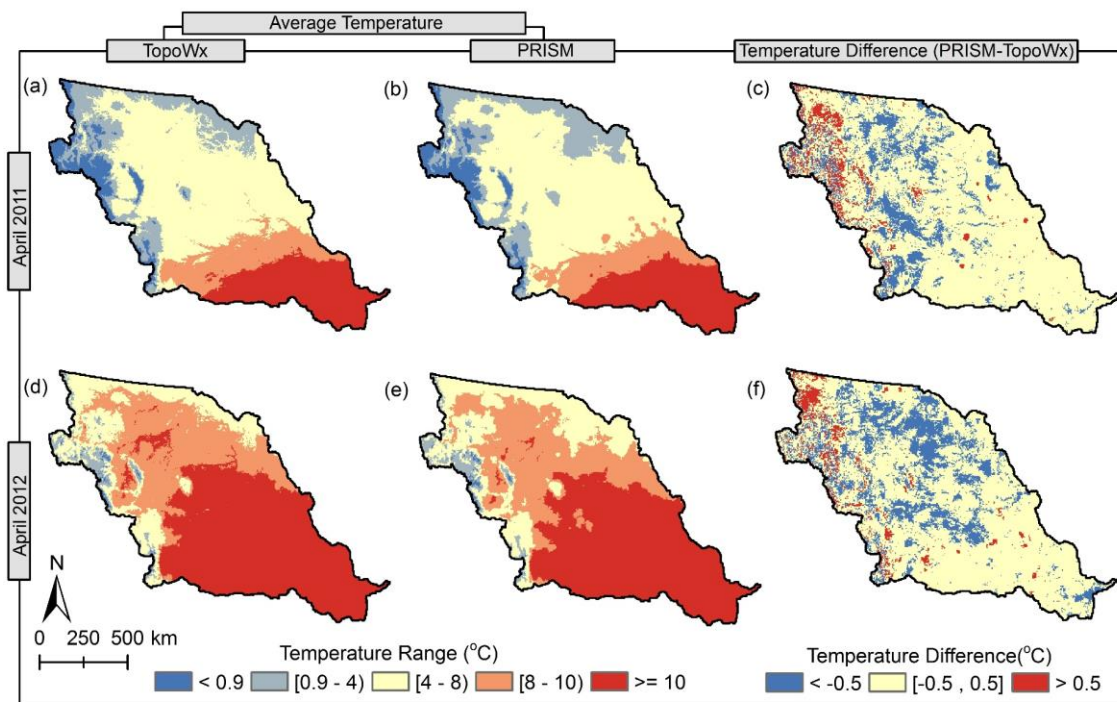 Average Temperature
TopoWx
PRISM
Temperature Difference (PRISM-TopoWx)
(a)
(b)
(c)
April 2011
(d)
(e)
(f)
April 2012
N
0 250 500 km
Temperature Range (°C)
< 0.9 [0.9 - 4) [4 - 8) [8 - 10) >= 10
Temperature Difference(°C)
< -0.5 [-0.5 , 0.5] > 0.5